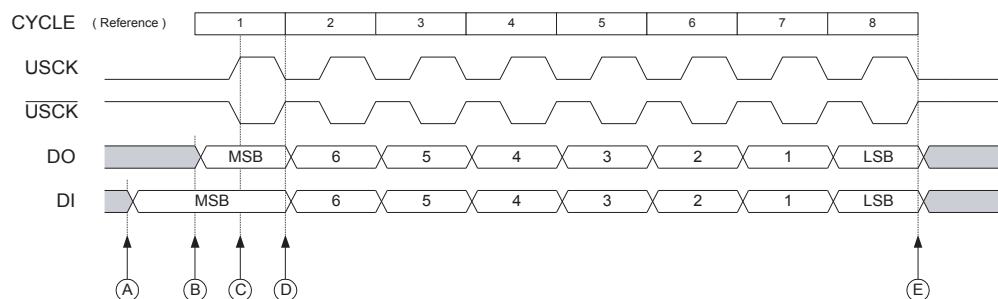 CYCLE ( Reference ) 1 2 3 4 5 6 7 8
USCK
USCK
DO MSB 6 5 4 3 2 1 LSB
DI MSB 6 5 4 3 2 1 LSB
A B C D E